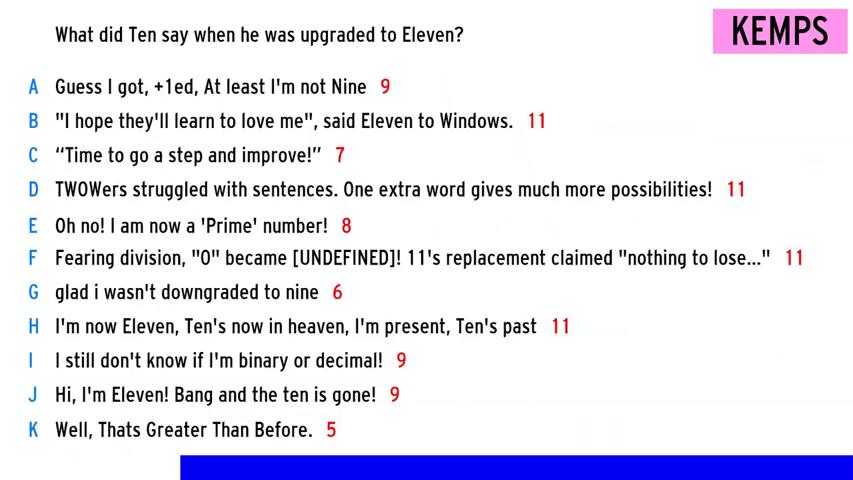 What did Ten say when he was upgraded to Eleven?
KEMPS
A Guess I got, +1ed, At least I'm not Nine 9
B "I hope they'll learn to love me", said Eleven to Windows. 11
C “Time to go a step and improve!” 7
D TWOWers struggled with sentences. One extra word gives much more possibilities! 11
E Oh no! I am now a 'Prime' number! 8
F Fearing division, "0" became [UNDEFINED]! 11's replacement claimed "nothing to lose..." 11
G glad i wasn't downgraded to nine 6
H I'm now Eleven, Ten's now in heaven, I'm present, Ten's past 11
I I still don't know if I'm binary or decimal! 9
J Hi, I'm Eleven! Bang and the ten is gone! 9
K Well, Thats Greater Than Before. 5